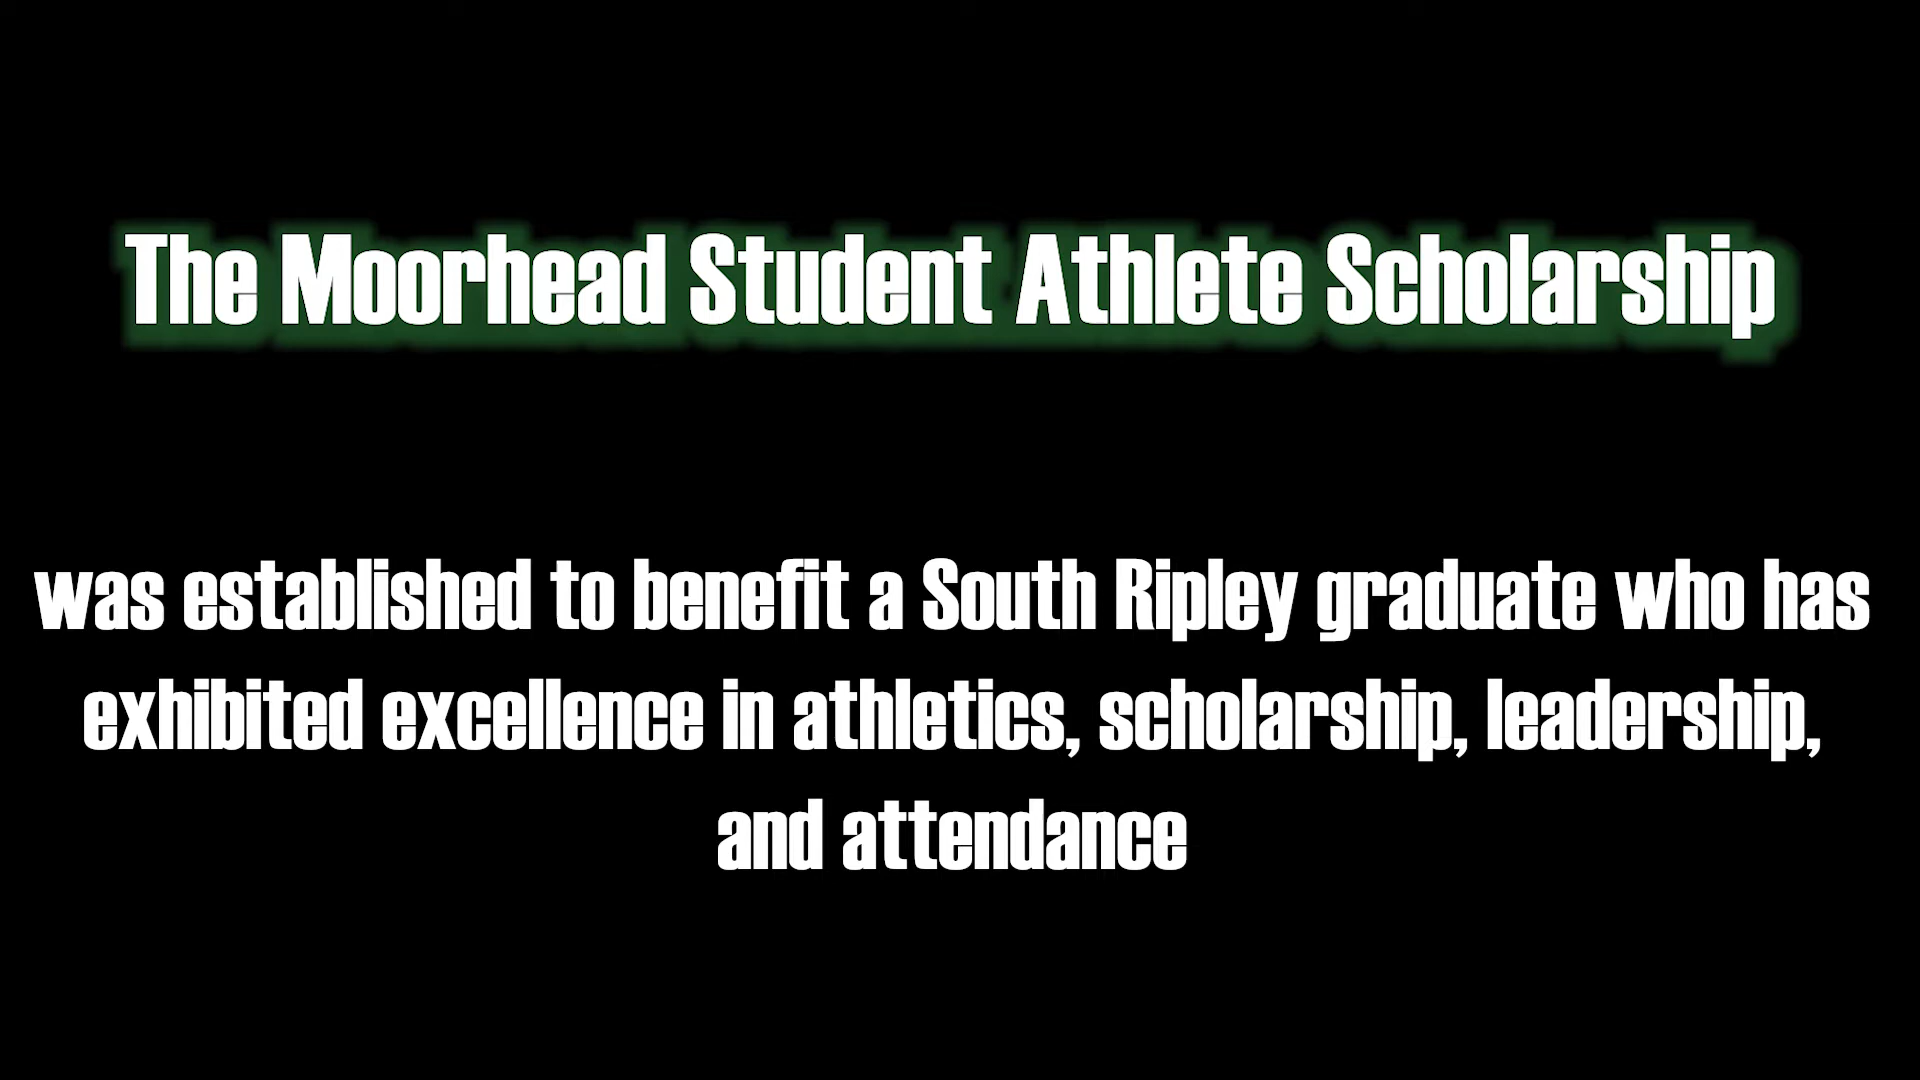 The Moorhead Student Athlete Scholarship
was established to benefit a South Ripley graduate who has
exhibited excellence in athletics, scholarship, leadership,
and attendance